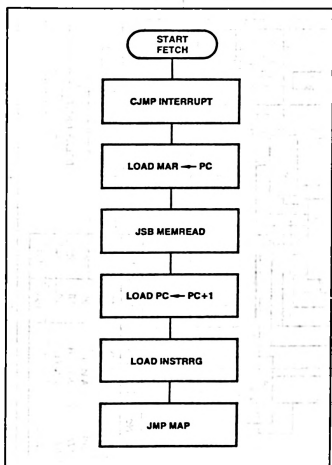 START
FETCH
CJMP INTERRUPT
LOAD MAR ← PC
JSB MEMREAD
LOAD PC ← PC+1
LOAD INSTRRG
JMP MAP